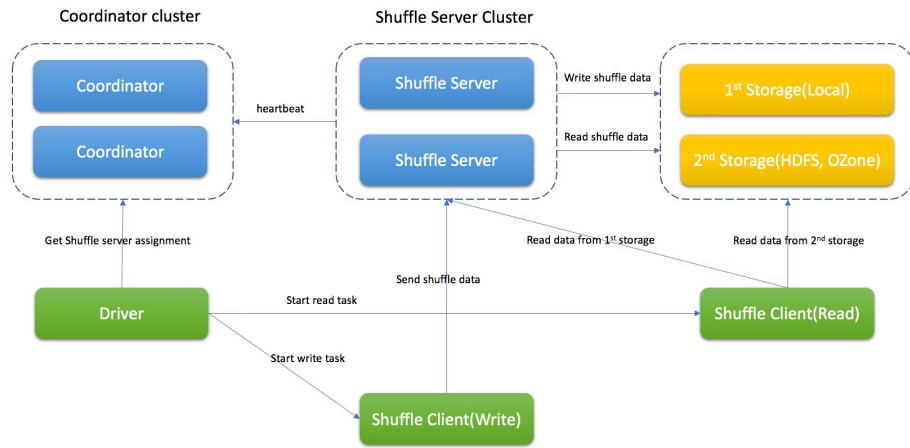 Coordinator cluster
Shuffle Server Cluster
Coordinator
Coordinator
heartbeat
Shuffle Server
Shuffle Server
Write shuffle data
Read shuffle data
1st Storage(Local)
2nd Storage(HDFS, OZone)
Get Shuffle server assignment
Read data from 1st storage
Read data from 2nd storage
Send shuffle data
Driver
Start read task
Shuffle Client(Read)
Start write task
Shuffle Client(Write)